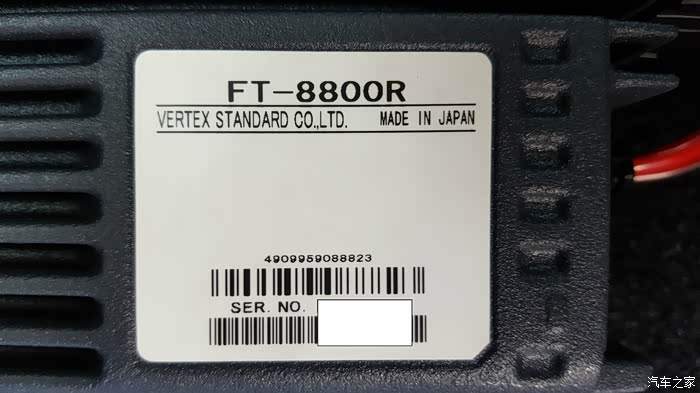 FT-8800R
VERTEX STANDARD CO.,LTD. MADE IN JAPAN
4909959088823
SER. NO.
汽车之家